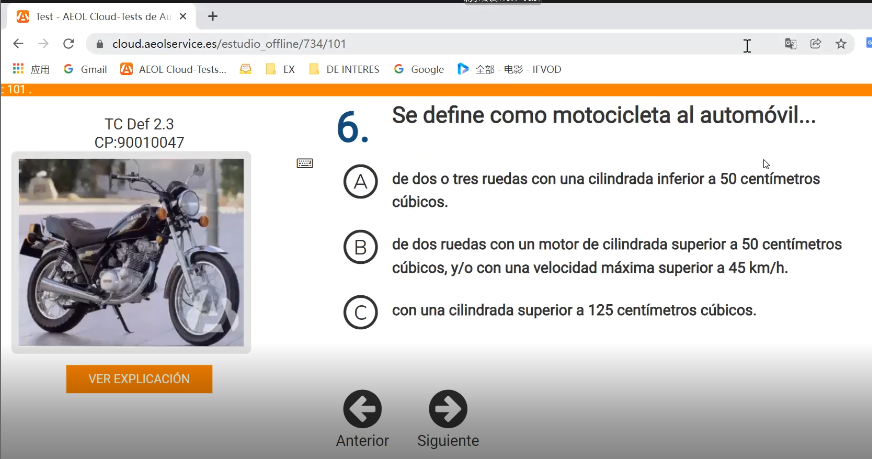 Test - AEOL Cloud-Tests de Au
cloud.aeolservice.es/estudio_offline/734/101
应用 Gmail AEOL Cloud-Tests... EX DE INTERES Google 全部 - 电影 - IFVOD
: 101 .
TC Def 2.3
CP:90010047
VER EXPLICACIÓN
6. Se define como motocicleta al automóvil...
A de dos o tres ruedas con una cilindrada inferior a 50 centímetros
cúbicos.
B de dos ruedas con un motor de cilindrada superior a 50 centímetros
cúbicos, y/o con una velocidad máxima superior a 45 km/h.
C con una cilindrada superior a 125 centímetros cúbicos.
Anterior Siguiente